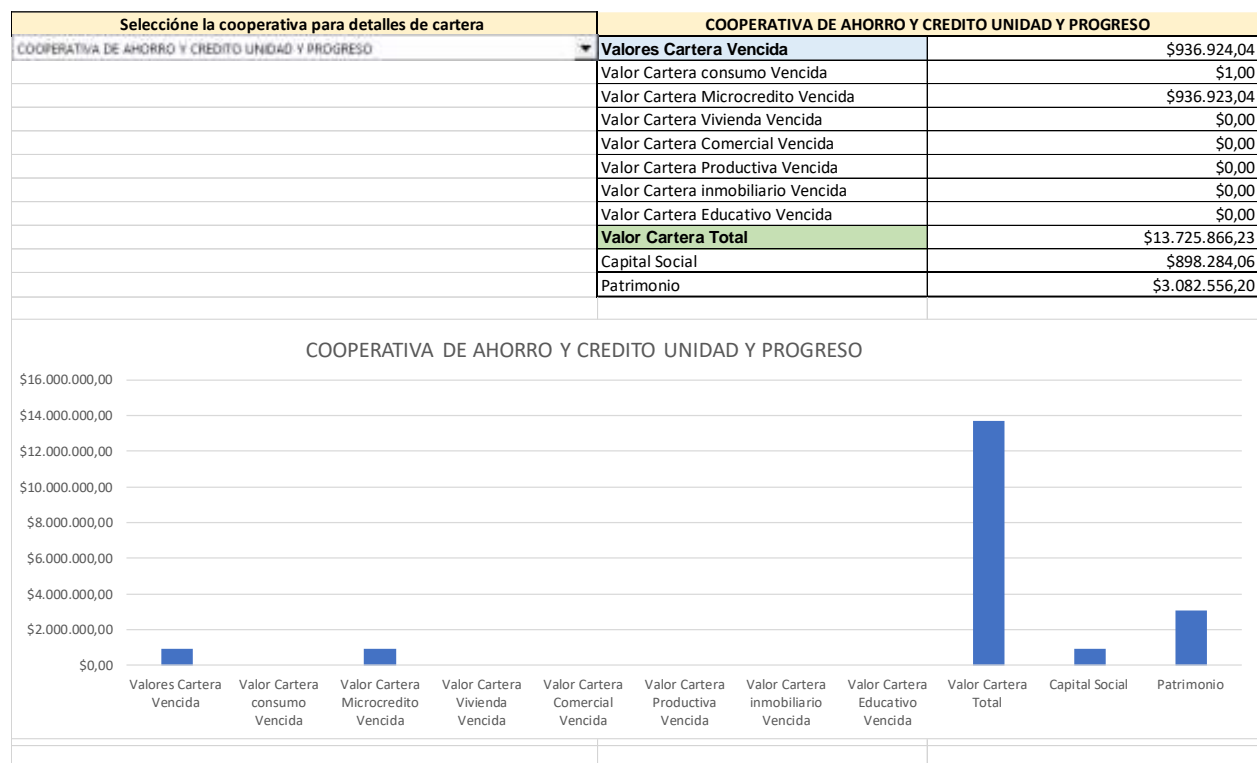 Seleccióne la cooperativa para detalles de cartera
COOPERATIVA DE AHORRO Y CREDITO UNIDAD Y PROGRESO
COOPERATIVA DE AHORRO Y CREDITO UNIDAD Y PROGRESO
Valores Cartera Vencida $936.924,04
Valor Cartera consumo Vencida $1,00
Valor Cartera Microcredito Vencida $936.923,04
Valor Cartera Vivienda Vencida $0,00
Valor Cartera Comercial Vencida $0,00
Valor Cartera Productiva Vencida $0,00
Valor Cartera inmobiliario Vencida $0,00
Valor Cartera Educativo Vencida $0,00
Valor Cartera Total $13.725.866,23
Capital Social $898.284,06
Patrimonio $3.082.556,20
COOPERATIVA DE AHORRO Y CREDITO UNIDAD Y PROGRESO
$16.000.000,00
$14.000.000,00
$12.000.000,00
$10.000.000,00
$8.000.000,00
$6.000.000,00
$4.000.000,00
$2.000.000,00
$0,00
Valores Cartera
Vencida
Valor Cartera
consumo
Vencida
Valor Cartera
Microcredito
Vencida
Valor Cartera
Vivienda
Vencida
Valor Cartera
Comercial
Vencida
Valor Cartera
Productiva
Vencida
Valor Cartera
inmobiliario
Vencida
Valor Cartera
Educativo
Vencida
Valor Cartera
Total
Capital Social
Patrimonio